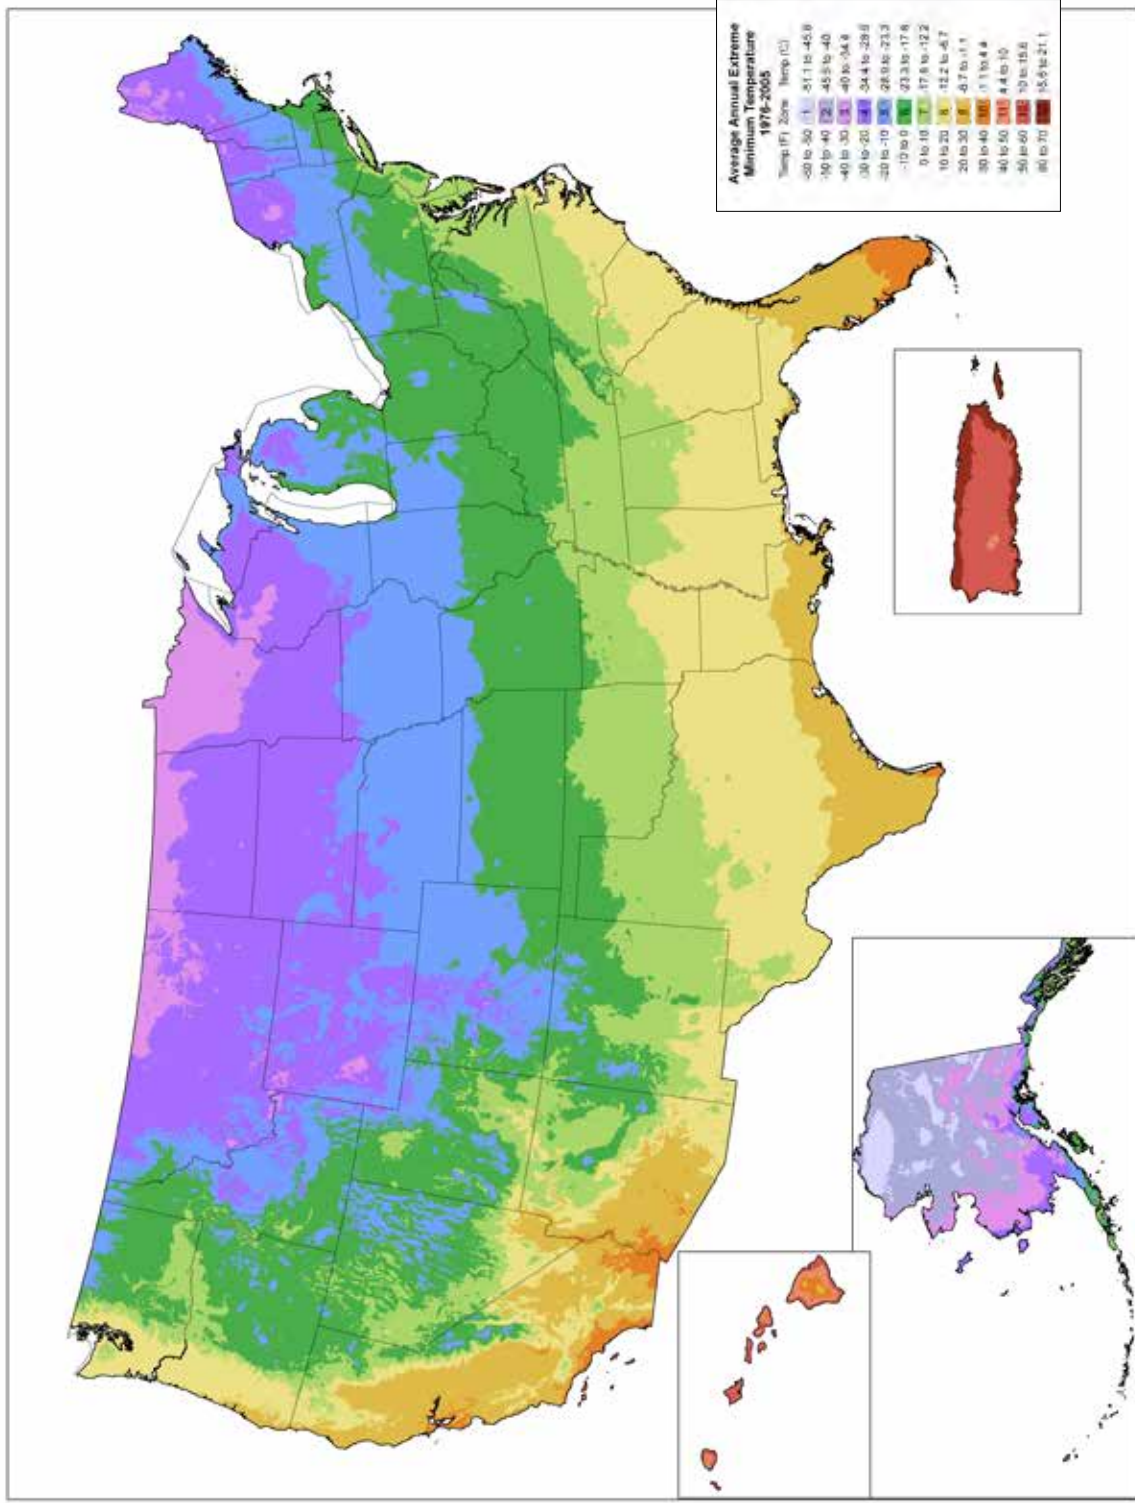 Average Annual Extreme
Minimum Temperature
1976-2005
Temp (F) Zone Temp (C)
-60 to -50 1 -51.1 to -45.6
-50 to -40 2 -45.6 to -40
-40 to -30 3 -40 to -34.4
-30 to -20 4 -34.4 to -28.9
-20 to -10 5 -28.9 to -23.3
-10 to 0 6 -23.3 to -17.8
0 to 10 7 -17.8 to -12.2
10 to 20 8 -12.2 to -6.7
20 to 30 9 -6.7 to -1.1
30 to 40 10 -1.1 to 4.4
40 to 50 11 4.4 to 10
50 to 60 12 10 to 15.6
60 to 70 13 15.6 to 21.1